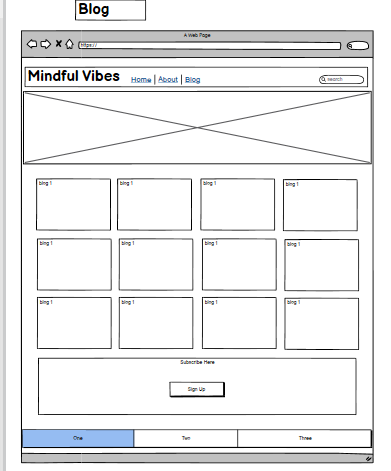 Blog
A Web Page
https://
Mindful Vibes Home | About | Blog search
blog 1 blog 1 blog 1 blog 1
blog 1 blog 1 blog 1 blog 1
blog 1 blog 1 blog 1 blog 1
Subscribe Here
Sign Up
One Two Three